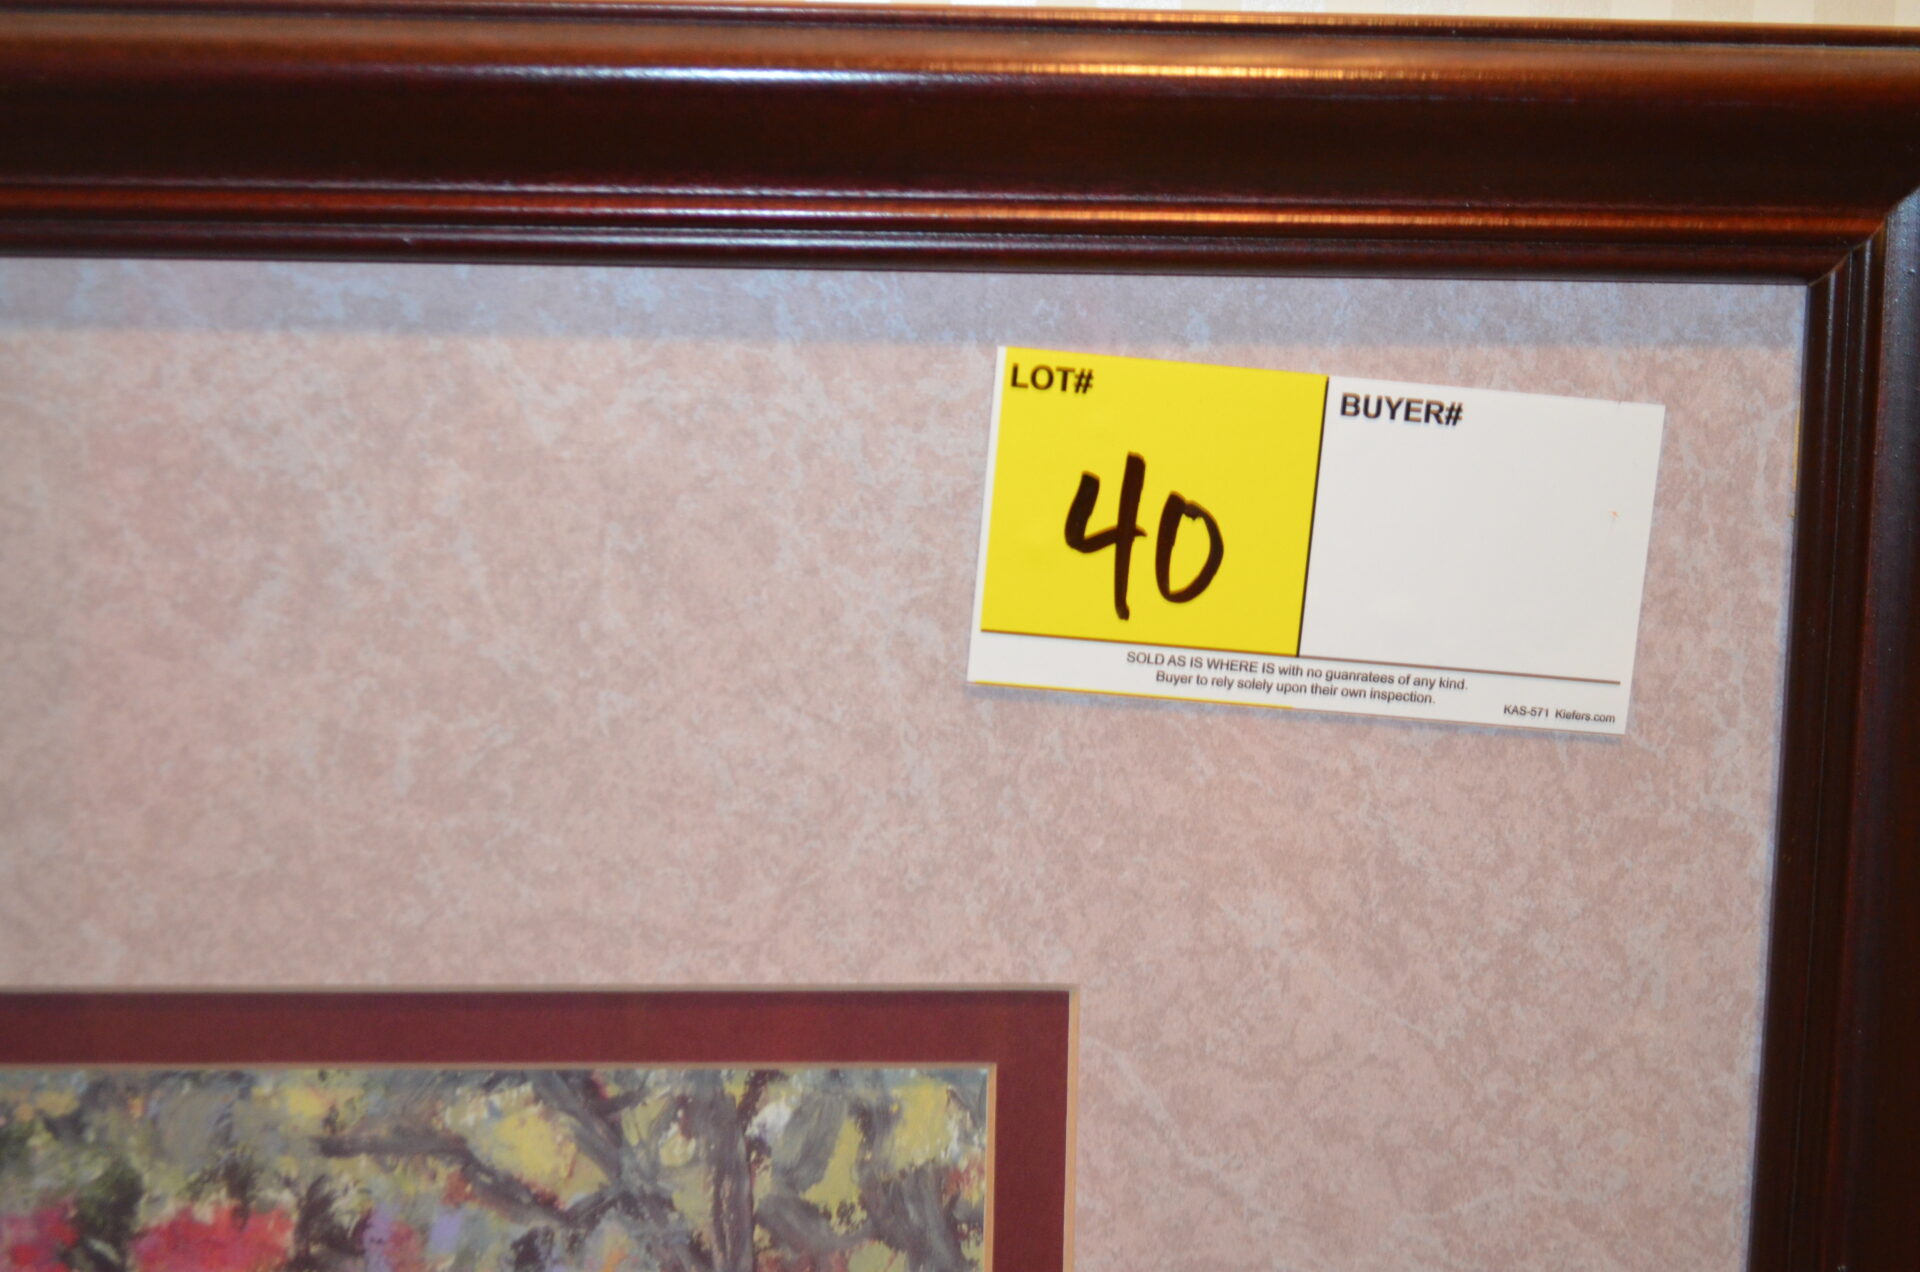 LOT#
BUYER#
40
SOLD AS IS WHERE IS with no guanratees of any kind.
Buyer to rely solely upon their own inspection.
KAS-571 Kiefers.com